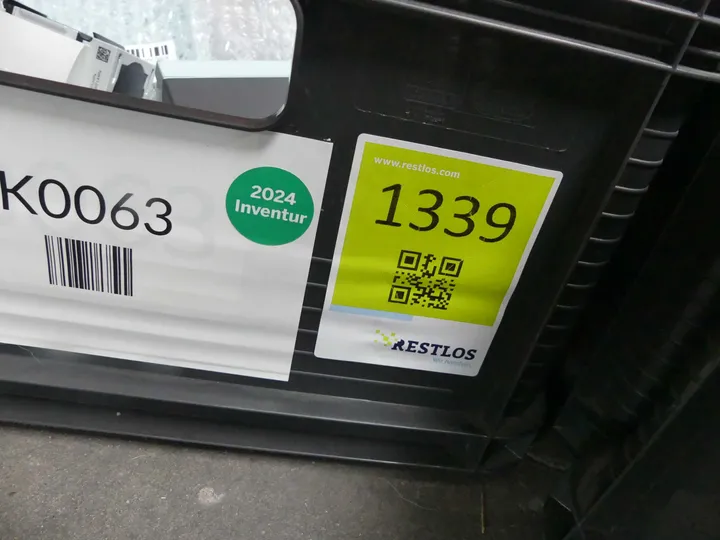 K0063
2024
Inventur
www.restlos.com
1339
RESTLOS